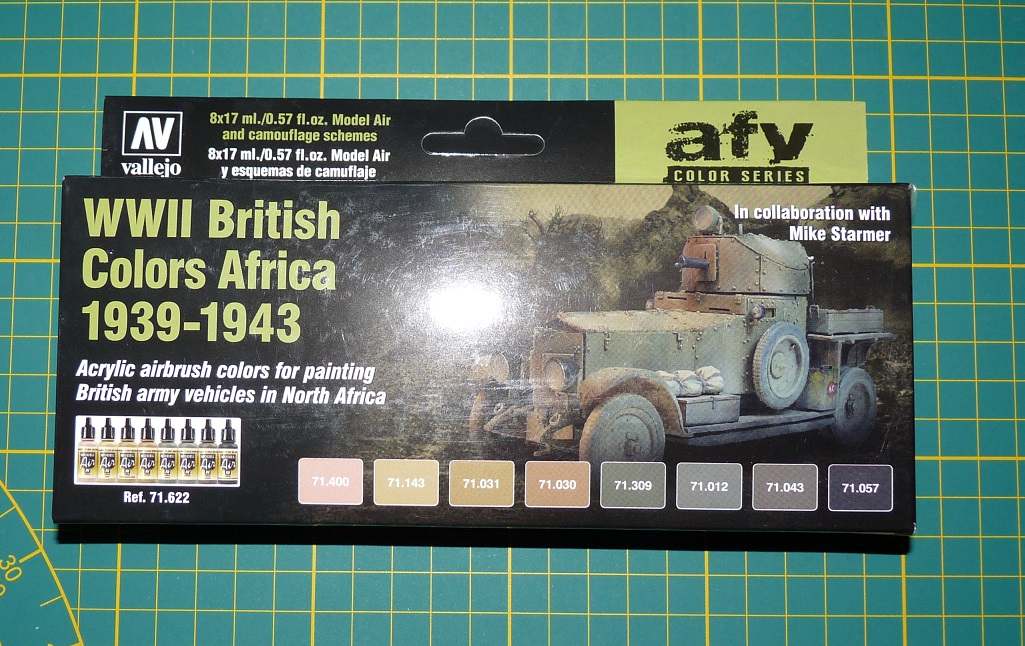 AV
vallejo
8x17 ml./0.57 fl.oz. Model Air
and camouflage schemes
8x17 ml./0.57 fl.oz. Model Air
y esquemas de camuflaje
afv
COLOR SERIES
WWII British
Colors Africa
1939-1943
In collaboration with
Mike Starmer
Acrylic airbrush colors for painting
British army vehicles in North Africa
Ref. 71.622
71.400
71.143
71.031
71.030
71.309
71.012
71.043
71.057
30